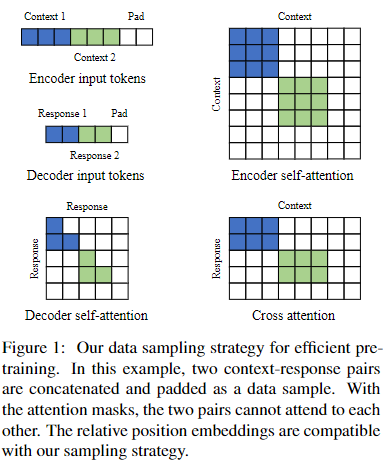 Context 1 Pad
Context 2
Encoder input tokens
Response 1 Pad
Response 2
Decoder input tokens
Context
Context
Encoder self-attention
Response
Response
Decoder self-attention
Context
Response
Cross attention
Figure 1: Our data sampling strategy for efficient pre-
training. In this example, two context-response pairs
are concatenated and padded as a data sample. With
the attention masks, the two pairs cannot attend to each
other. The relative position embeddings are compatible
with our sampling strategy.